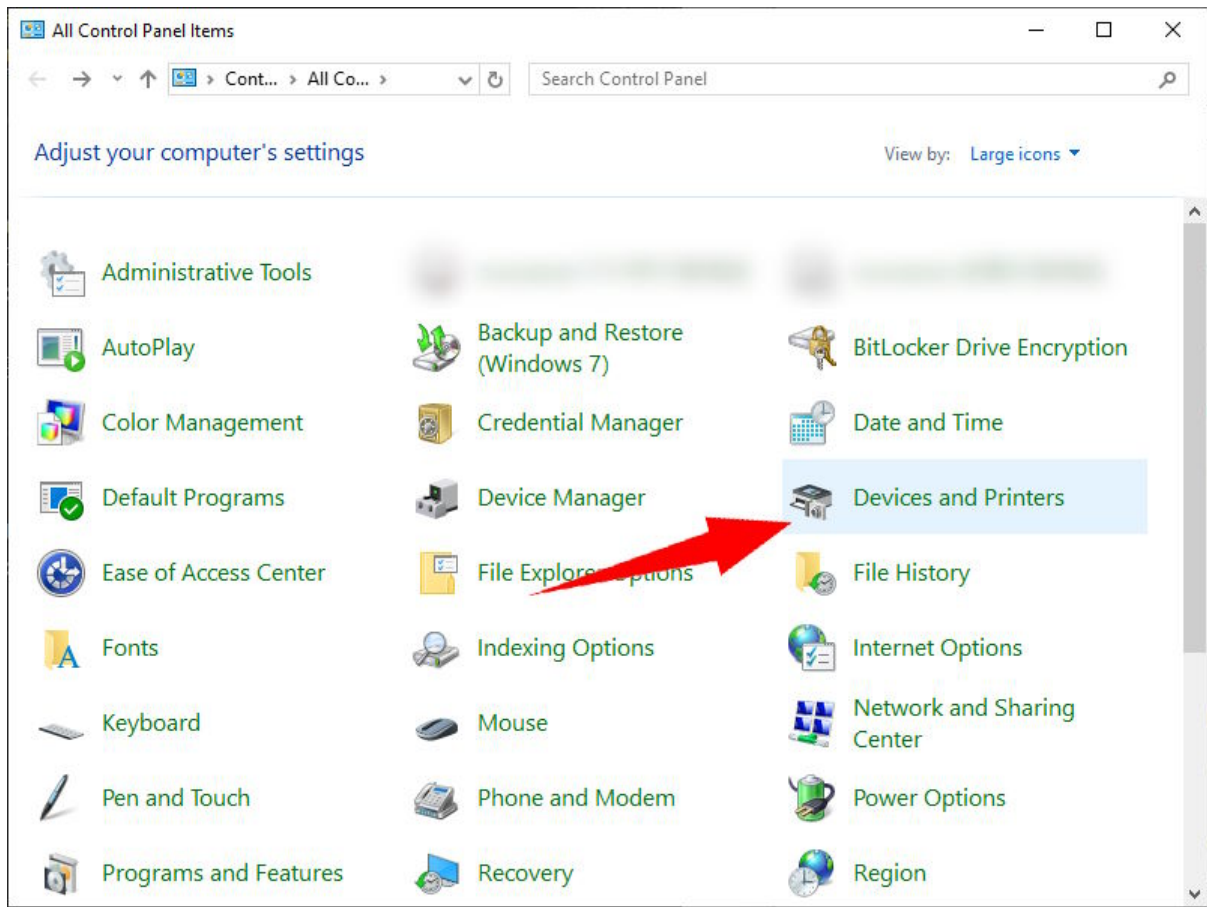 All Control Panel Items
Cont... All Co...
Search Control Panel
Adjust your computer's settings
View by: Large icons
Administrative Tools
AutoPlay
Backup and Restore
(Windows 7)
BitLocker Drive Encryption
Color Management
Credential Manager
Date and Time
Default Programs
Device Manager
Devices and Printers
Ease of Access Center
File Explorer Options
File History
Fonts
Indexing Options
Internet Options
Keyboard
Mouse
Network and Sharing
Center
Pen and Touch
Phone and Modem
Power Options
Programs and Features
Recovery
Region